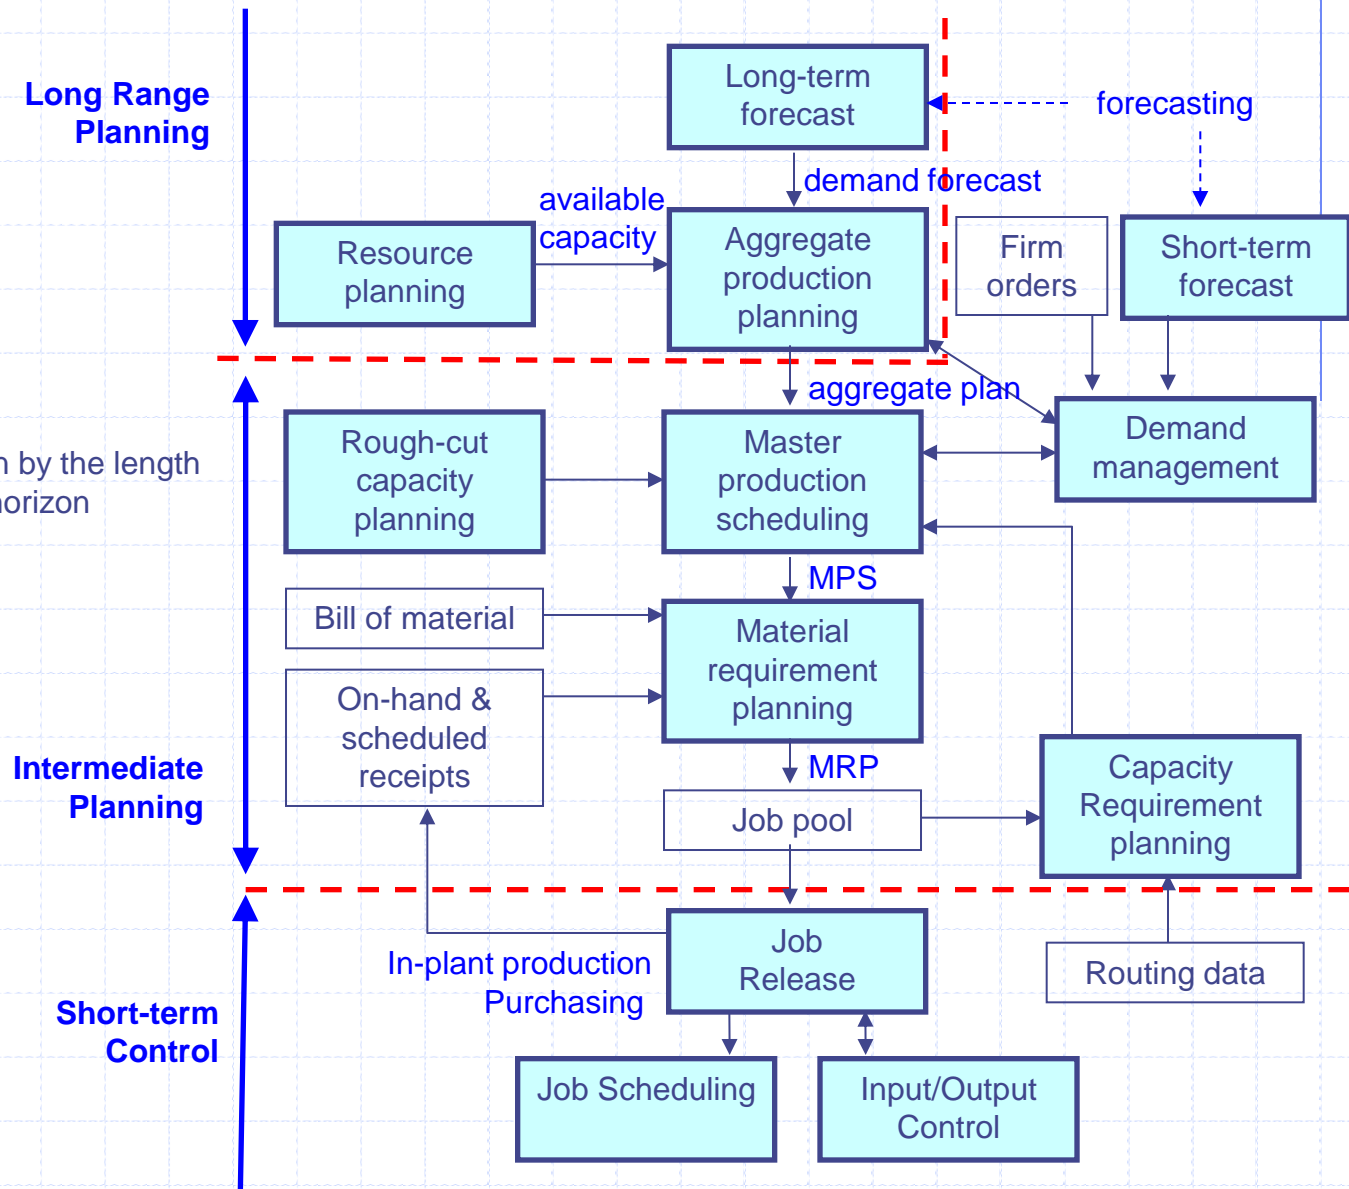 Long Range
Planning
Long-term
forecast
forecasting
demand forecast
available
capacity
Resource
planning
Aggregate
production
planning
Firm
orders
Short-term
forecast
aggregate plan
Rough-cut
capacity
planning
Master
production
scheduling
Demand
management
by the length
horizon
MPS
Bill of material
Material
requirement
planning
On-hand &
scheduled
receipts
Intermediate
Planning
MRP
Job pool
Capacity
Requirement
planning
Job
Release
In-plant production
Purchasing
Routing data
Short-term
Control
Job Scheduling
Input/Output
Control